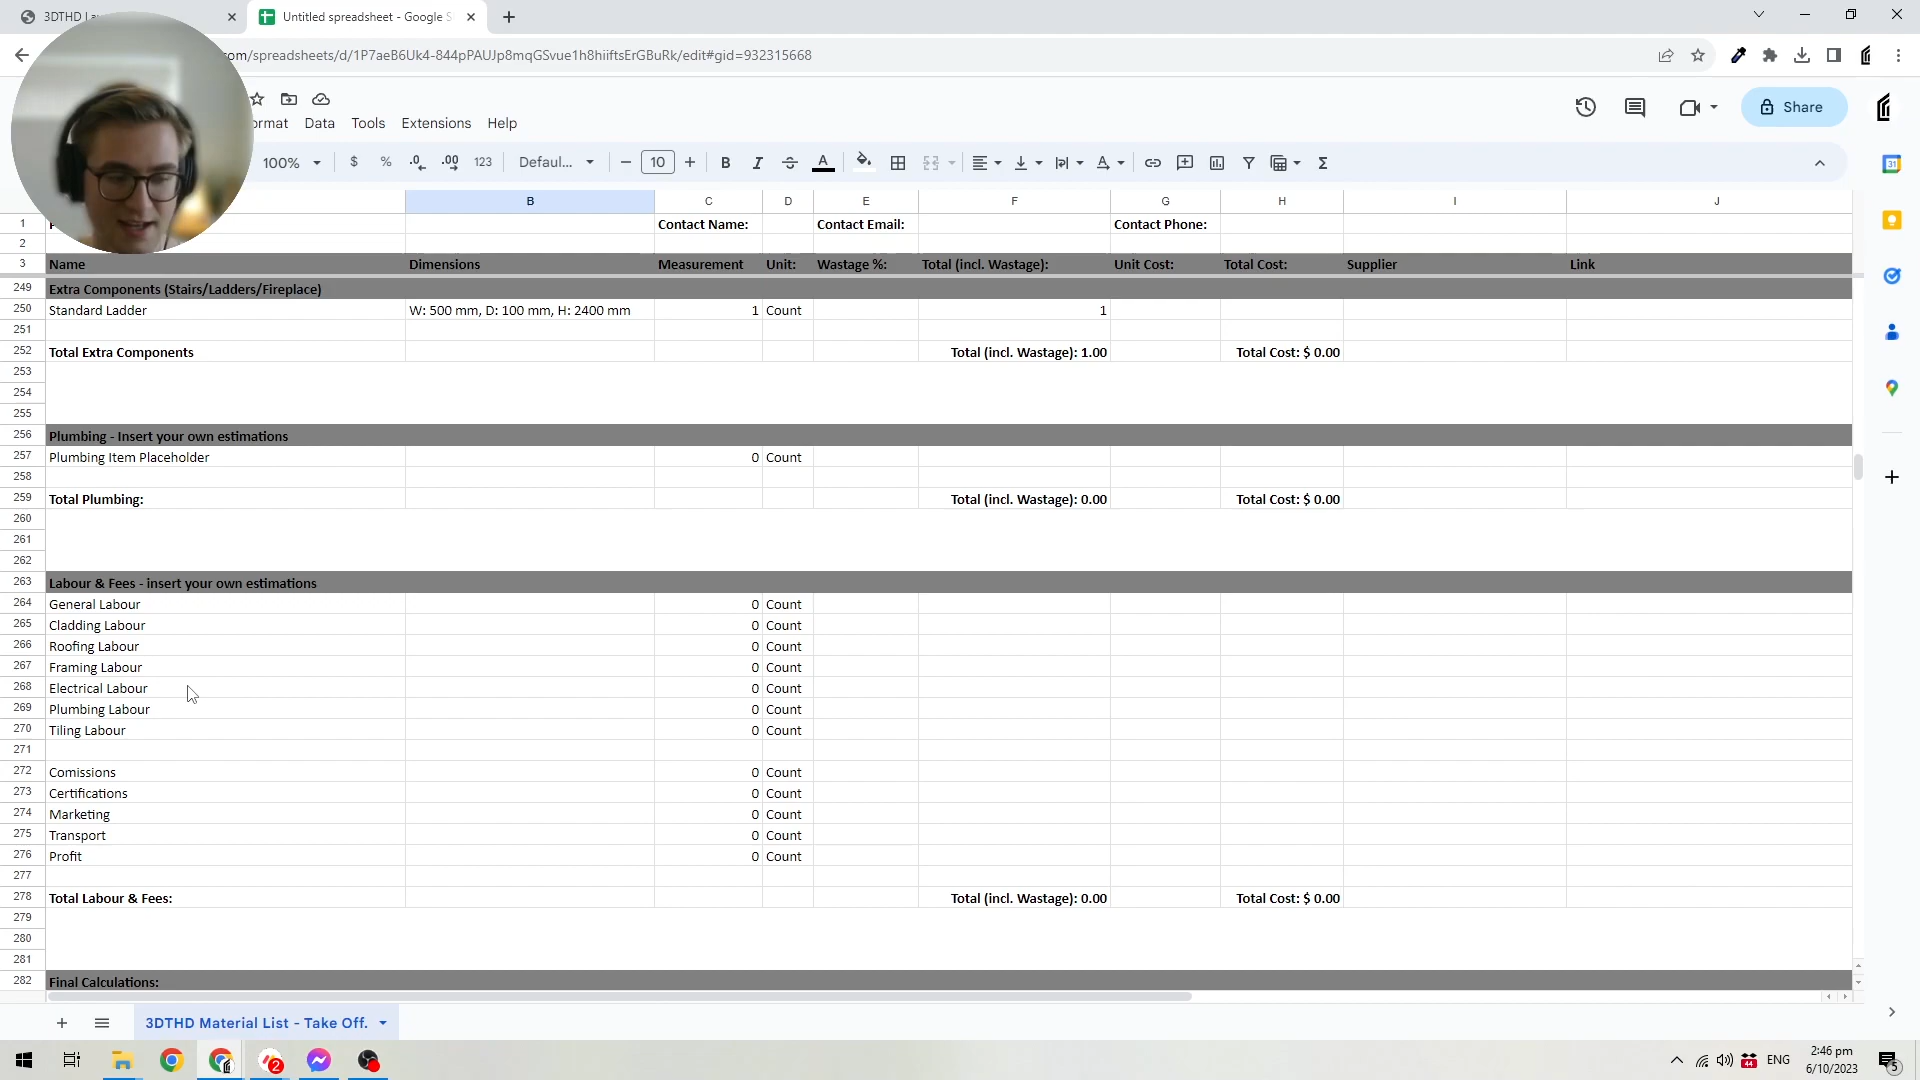 3DTHD La
Untitled spreadsheet - Google S
om/spreadsheets/d/1P7aeB6Uk4-844pPAUJp8mqGSvue1h8hiiftsErGBuRk/edit#gid=932315668
ormat Data Tools Extensions Help
Share
100% $ % .0 .00 123 Defaul... 10 B I A
B C D E F G H I J
1 Contact Name: Contact Email: Contact Phone:
2
3 Name Dimensions Measurement Unit: Wastage %: Total (incl. Wastage): Unit Cost: Total Cost: Supplier Link
249 Extra Components (Stairs/Ladders/Fireplace)
250 Standard Ladder W: 500 mm, D: 100 mm, H: 2400 mm 1 Count 1
251
252 Total Extra Components Total (incl. Wastage): 1.00 Total Cost: $ 0.00
253
254
255
256 Plumbing - Insert your own estimations
257 Plumbing Item Placeholder 0 Count
258
259 Total Plumbing: Total (incl. Wastage): 0.00 Total Cost: $ 0.00
260
261
262
263 Labour & Fees - insert your own estimations
264 General Labour 0 Count
265 Cladding Labour 0 Count
266 Roofing Labour 0 Count
267 Framing Labour 0 Count
268 Electrical Labour 0 Count
269 Plumbing Labour 0 Count
270 Tiling Labour 0 Count
271
272 Comissions 0 Count
273 Certifications 0 Count
274 Marketing 0 Count
275 Transport 0 Count
276 Profit 0 Count
277
278 Total Labour & Fees: Total (incl. Wastage): 0.00 Total Cost: $ 0.00
279
280
281
282 Final Calculations:
3DTHD Material List - Take Off.
31
2
44
ENG
2:46 pm
6/10/2023
5